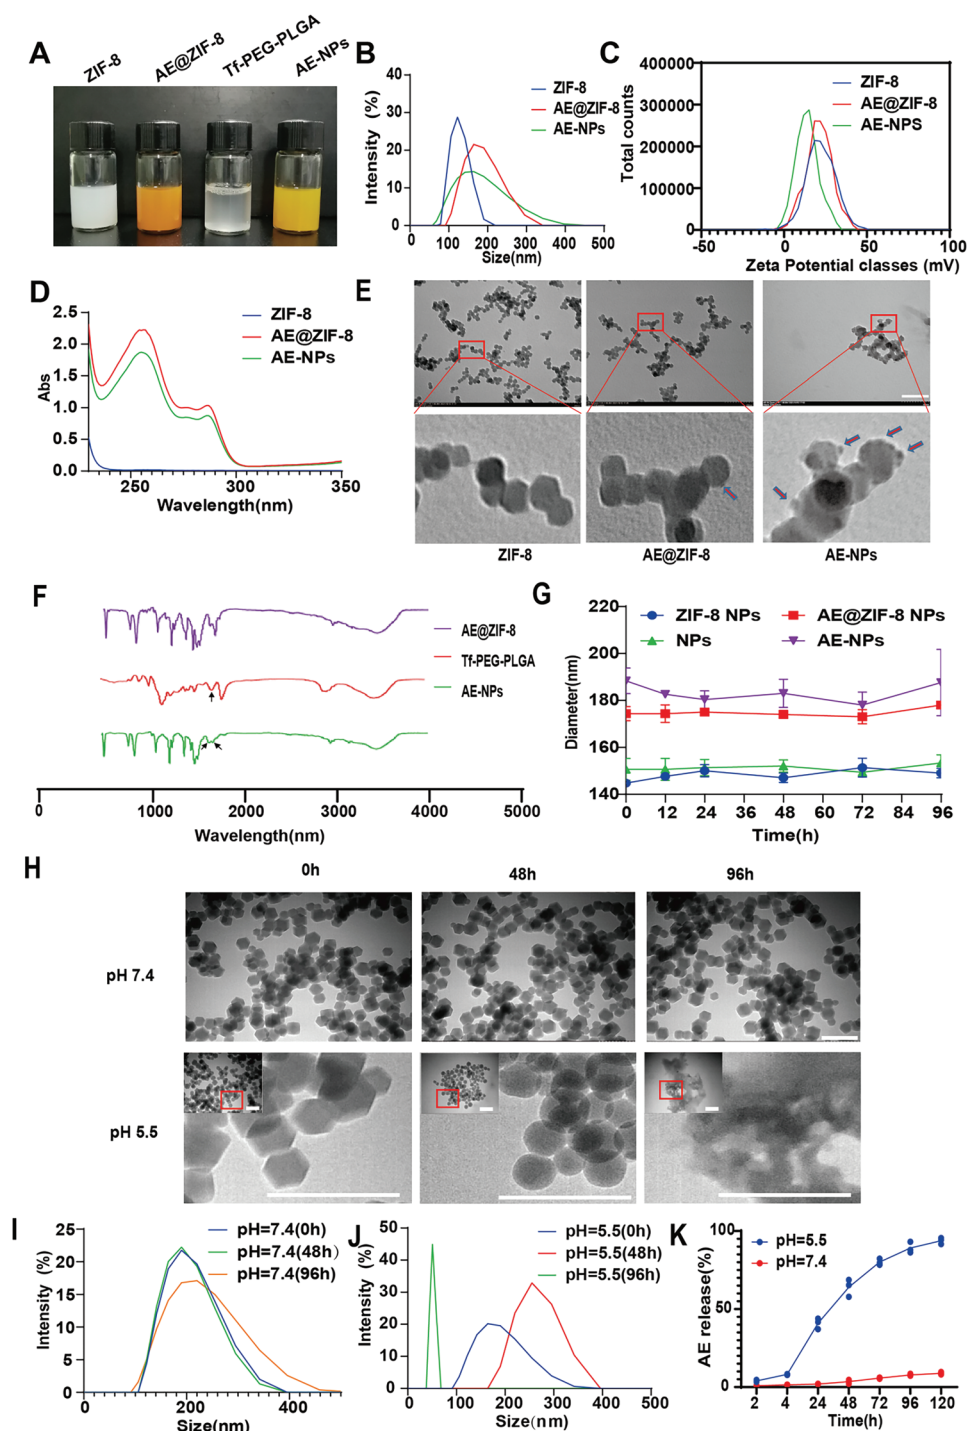 A
ZIF-8
AE@ZIF-8
Tf-PEG-PLGA
AE-NPs
B
40
30
20
10
0
Intensity (%)
0 100 200 300 400 500
Size(nm)
ZIF-8
AE@ZIF-8
AE-NPs
C
400000
300000
200000
100000
0
Total counts
-50 0 50 100
Zeta Potential classes (mV)
ZIF-8
AE@ZIF-8
AE-NPS
D
2.5
2.0
1.5
1.0
0.5
0.0
Abs
250 300 350
Wavelength(nm)
ZIF-8
AE@ZIF-8
AE-NPs
E
ZIF-8
AE@ZIF-8
AE-NPs
F
AE@ZIF-8
Tf-PEG-PLGA
AE-NPs
0 1000 2000 3000 4000 5000
Wavelength(nm)
G
220
200
180
160
140
Diameter(nm)
0 12 24 36 48 60 72 84 96
Time(h)
ZIF-8 NPs
AE@ZIF-8 NPs
NPs
AE-NPs
H
0h
48h
96h
pH 7.4
pH 5.5
I
25
20
15
10
5
0
Intensity (%)
0 200 400
Size(nm)
pH=7.4(0h)
pH=7.4(48h)
pH=7.4(96h)
J
50
40
30
20
10
0
Intensity (%)
0 100 200 300 400 500
Size(nm)
pH=5.5(0h)
pH=5.5(48h)
pH=5.5(96h)
K
100
50
0
AE release(%)
2 4 24 48 72 96 120
Time(h)
pH=5.5
pH=7.4